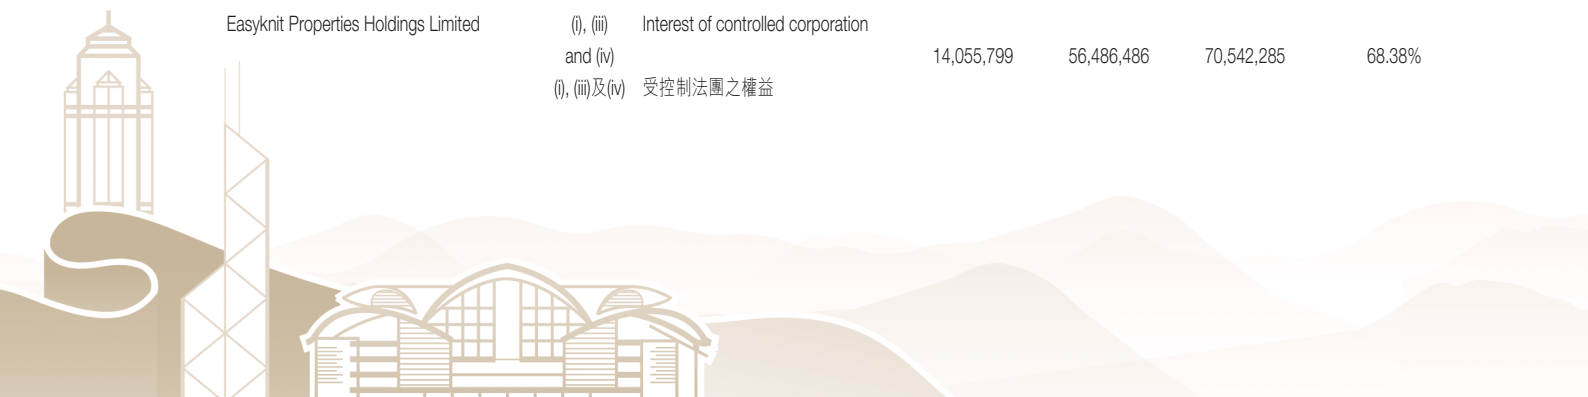 Easyknit Properties Holdings Limited (i), (iii) Interest of controlled corporation
and (iv) 14,055,799 56,486,486 70,542,285 68.38%
(i), (iii)及(iv) 受控制法團之權益